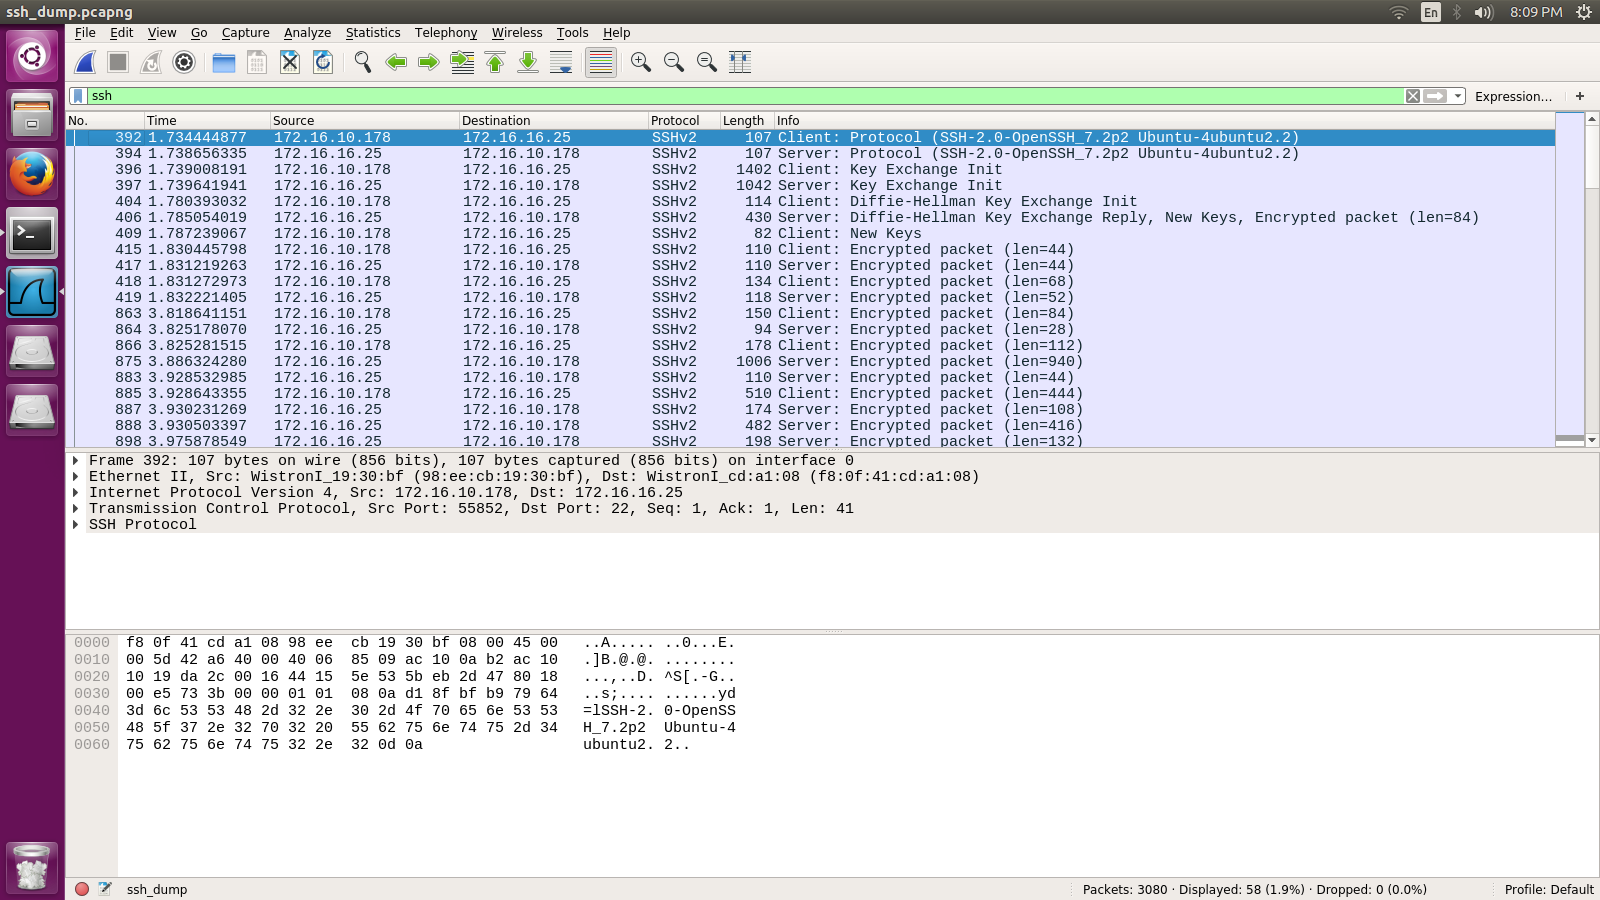 ssh_dump.pcapng En 8:09 PM
File Edit View Go Capture Analyze Statistics Telephony Wireless Tools Help
ssh Expression... +
No. Time Source Destination Protocol Length Info
392 1.734444877 172.16.10.178 172.16.16.25 SSHv2 107 Client: Protocol (SSH-2.0-OpenSSH_7.2p2 Ubuntu-4ubuntu2.2)
394 1.738656335 172.16.16.25 172.16.10.178 SSHv2 107 Server: Protocol (SSH-2.0-OpenSSH_7.2p2 Ubuntu-4ubuntu2.2)
396 1.739008191 172.16.10.178 172.16.16.25 SSHv2 1402 Client: Key Exchange Init
397 1.739641941 172.16.16.25 172.16.10.178 SSHv2 1042 Server: Key Exchange Init
404 1.780393032 172.16.10.178 172.16.16.25 SSHv2 114 Client: Diffie-Hellman Key Exchange Init
406 1.785054019 172.16.16.25 172.16.10.178 SSHv2 430 Server: Diffie-Hellman Key Exchange Reply, New Keys, Encrypted packet (len=84)
409 1.787239067 172.16.10.178 172.16.16.25 SSHv2 82 Client: New Keys
415 1.830445798 172.16.10.178 172.16.16.25 SSHv2 110 Client: Encrypted packet (len=44)
417 1.831219263 172.16.16.25 172.16.10.178 SSHv2 110 Server: Encrypted packet (len=44)
418 1.831272973 172.16.10.178 172.16.16.25 SSHv2 134 Client: Encrypted packet (len=68)
419 1.832221405 172.16.16.25 172.16.10.178 SSHv2 118 Server: Encrypted packet (len=52)
863 3.818641151 172.16.10.178 172.16.16.25 SSHv2 150 Client: Encrypted packet (len=84)
864 3.825178070 172.16.16.25 172.16.10.178 SSHv2 94 Server: Encrypted packet (len=28)
866 3.825281515 172.16.10.178 172.16.16.25 SSHv2 178 Client: Encrypted packet (len=112)
875 3.886324280 172.16.16.25 172.16.10.178 SSHv2 1006 Server: Encrypted packet (len=940)
883 3.928532985 172.16.16.25 172.16.10.178 SSHv2 110 Server: Encrypted packet (len=44)
885 3.928643355 172.16.10.178 172.16.16.25 SSHv2 510 Client: Encrypted packet (len=444)
887 3.930231269 172.16.16.25 172.16.10.178 SSHv2 174 Server: Encrypted packet (len=108)
888 3.930503397 172.16.16.25 172.16.10.178 SSHv2 482 Server: Encrypted packet (len=416)
898 3.975878549 172.16.16.25 172.16.10.178 SSHv2 198 Server: Encrypted packet (len=132)
Frame 392: 107 bytes on wire (856 bits), 107 bytes captured (856 bits) on interface 0
Ethernet II, Src: WistronI_19:30:bf (98:ee:cb:19:30:bf), Dst: WistronI_cd:a1:08 (f8:0f:41:cd:a1:08)
Internet Protocol Version 4, Src: 172.16.10.178, Dst: 172.16.16.25
Transmission Control Protocol, Src Port: 55852, Dst Port: 22, Seq: 1, Ack: 1, Len: 41
SSH Protocol
0000 f8 0f 41 cd a1 08 98 ee cb 19 30 bf 08 00 45 00 ..A..... ..0...E.
0010 00 5d 42 a6 40 00 40 06 85 09 ac 10 0a b2 ac 10 .]B.@.@. ........
0020 10 19 da 2c 00 16 44 15 5e 53 5b eb 2d 47 80 18 ...,..D. ^S[.-G..
0030 00 e5 73 3b 00 00 01 01 08 0a d1 8f bf b9 79 64 ..s;.... ......yd
0040 3d 6c 53 53 48 2d 32 2e 30 2d 4f 70 65 6e 53 53 =lSSH-2. 0-OpenSS
0050 48 5f 37 2e 32 70 32 20 55 62 75 6e 74 75 2d 34 H_7.2p2 Ubuntu-4
0060 75 62 75 6e 74 75 32 2e 32 0d 0a ubuntu2. 2..
ssh_dump Packets: 3080 · Displayed: 58 (1.9%) · Dropped: 0 (0.0%) Profile: Default